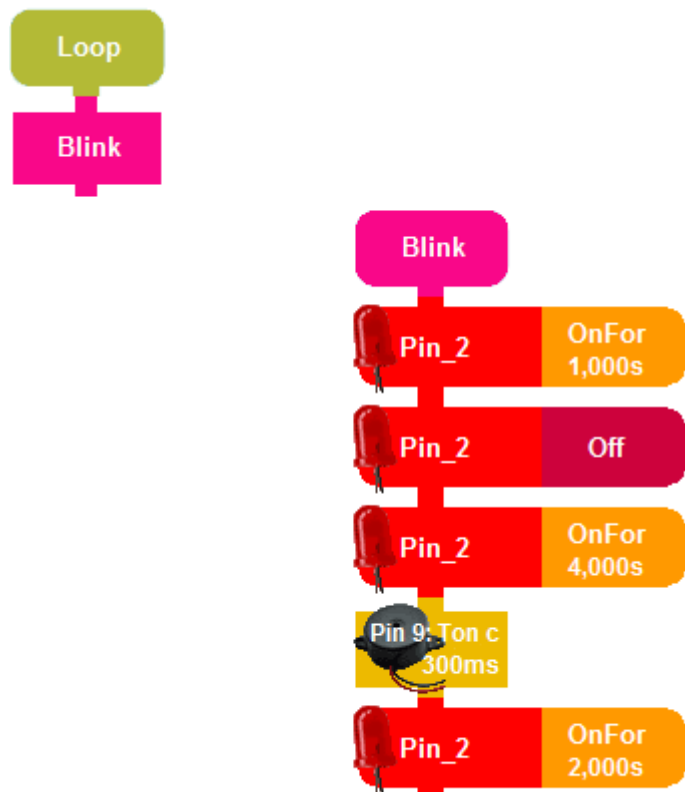 Loop
Blink
Blink
Pin_2
OnFor
1,000s
Pin_2
Off
Pin_2
OnFor
4,000s
Pin 9: Ton c
300ms
Pin_2
OnFor
2,000s